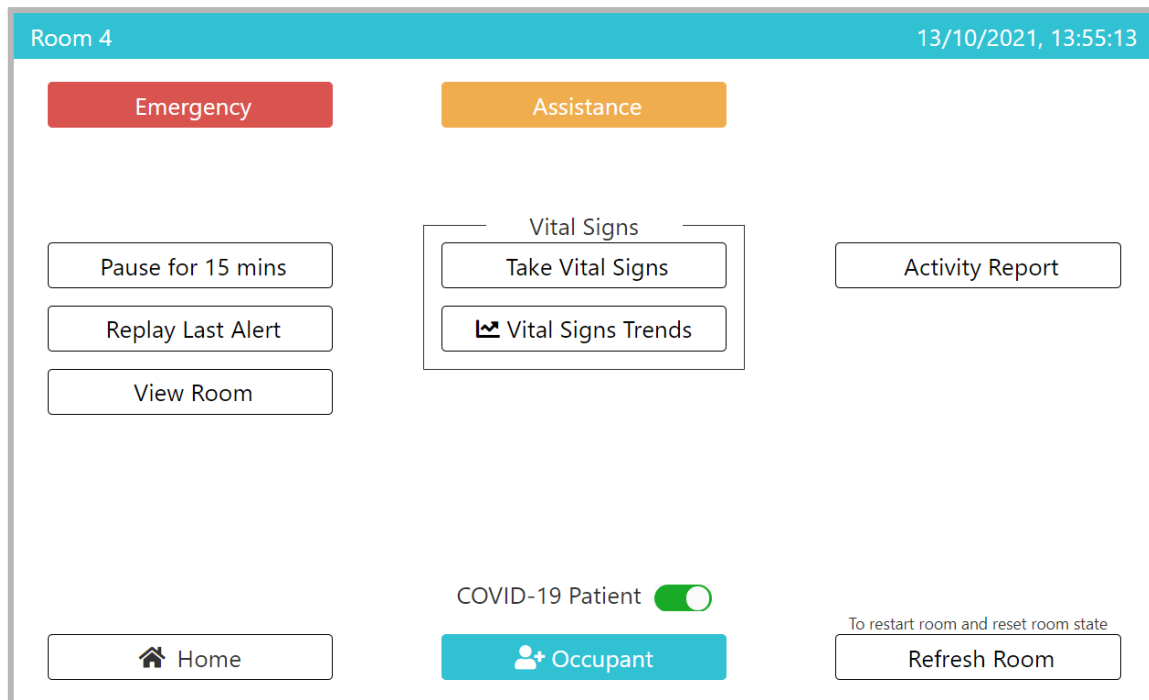 Room 4 13/10/2021, 13:55:13
Emergency Assistance
Vital Signs
Pause for 15 mins Take Vital Signs Activity Report
Replay Last Alert Vital Signs Trends
View Room
COVID-19 Patient
To restart room and reset room state
Home Occupant Refresh Room